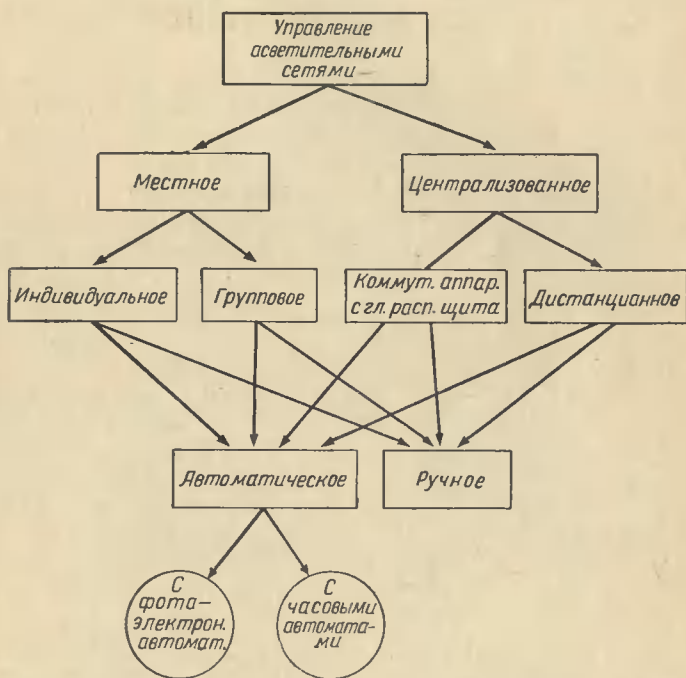 Управление
осветительными
сетями
Местное
Централизованное
Индивидуальное
Групповое
Коммут. аппар.
с гл. расп. щита
Дистанционное
Автоматическое
Ручное
С
фото-
электрон.
автомат.
С
часовыми
автомата-
ми